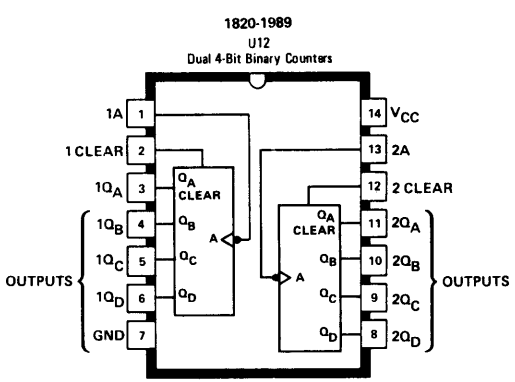 1820-1989
U12
Dual 4-Bit Binary Counters
1A 1
14 VCC
1 CLEAR 2
13 2A
1QA 3
QA
CLEAR
12 2 CLEAR
1QB 4
QB
A
QA
CLEAR
11 2QA
OUTPUTS
1QC 5
QC
QB
10 2QB
OUTPUTS
1QD 6
QD
A
QC
9 2QC
GND 7
QD
8 2QD